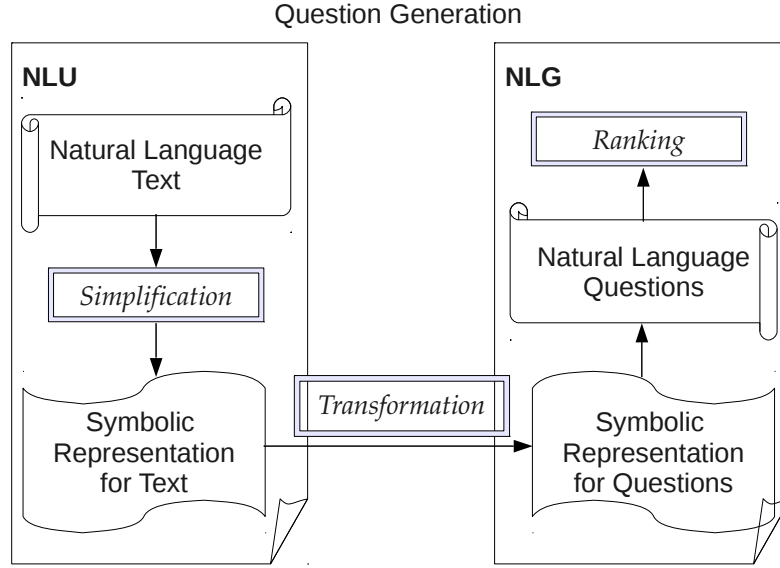 Question Generation
NLU
Natural Language
Text
Simplification
Symbolic
Representation
for Text
Transformation
NLG
Ranking
Natural Language
Questions
Symbolic
Representation
for Questions